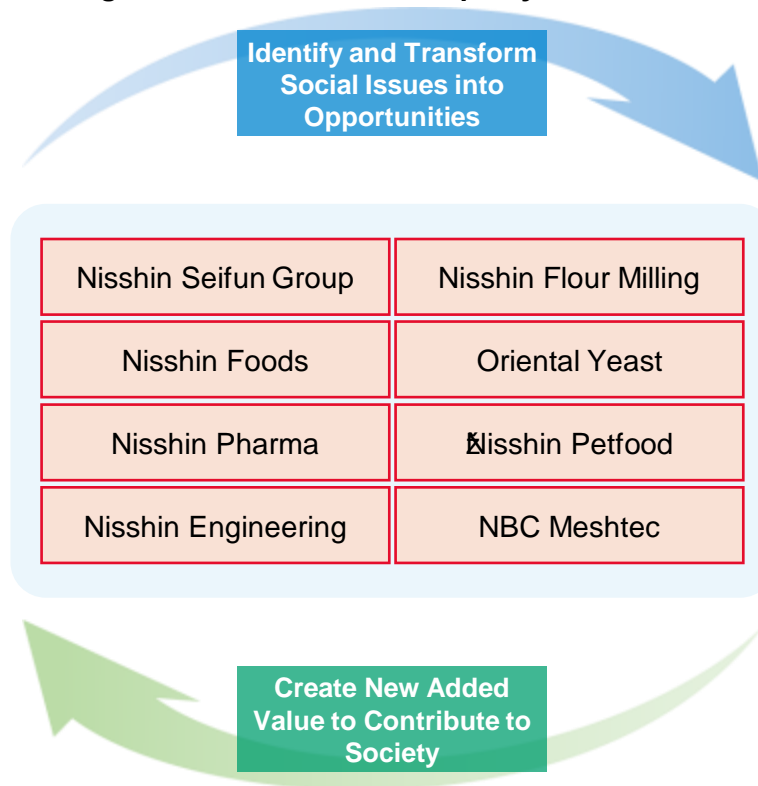 Identify and Transform
Social Issues into
Opportunities
Nisshin Seifun Group
Nisshin Flour Milling
Nisshin Foods
Oriental Yeast
Nisshin Pharma
Nisshin Petfood
Nisshin Engineering
NBC Meshtec
Create New Added
Value to Contribute to
Society